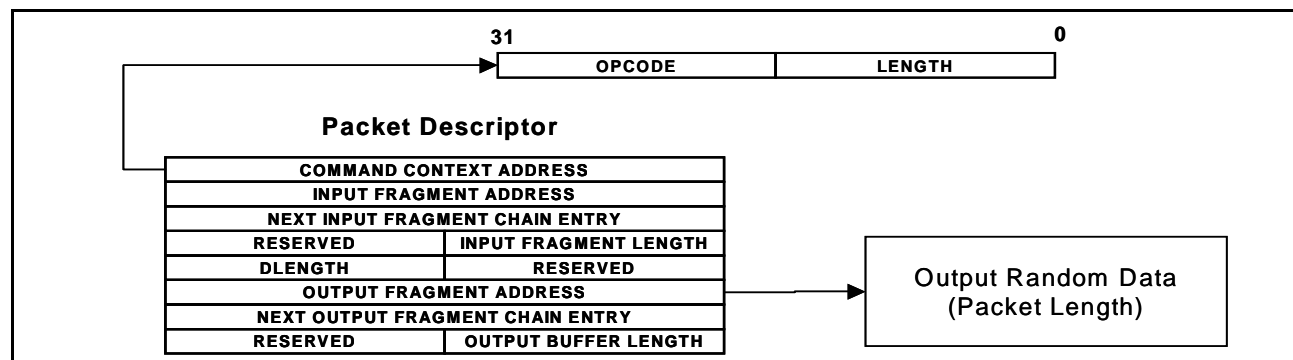 31 0
OPCODE LENGTH
Packet Descriptor
COMMAND CONTEXT ADDRESS
INPUT FRAGMENT ADDRESS
NEXT INPUT FRAGMENT CHAIN ENTRY
RESERVED INPUT FRAGMENT LENGTH
DLENGTH RESERVED
OUTPUT FRAGMENT ADDRESS
NEXT OUTPUT FRAGMENT CHAIN ENTRY
RESERVED OUTPUT BUFFER LENGTH
Output Random Data
(Packet Length)